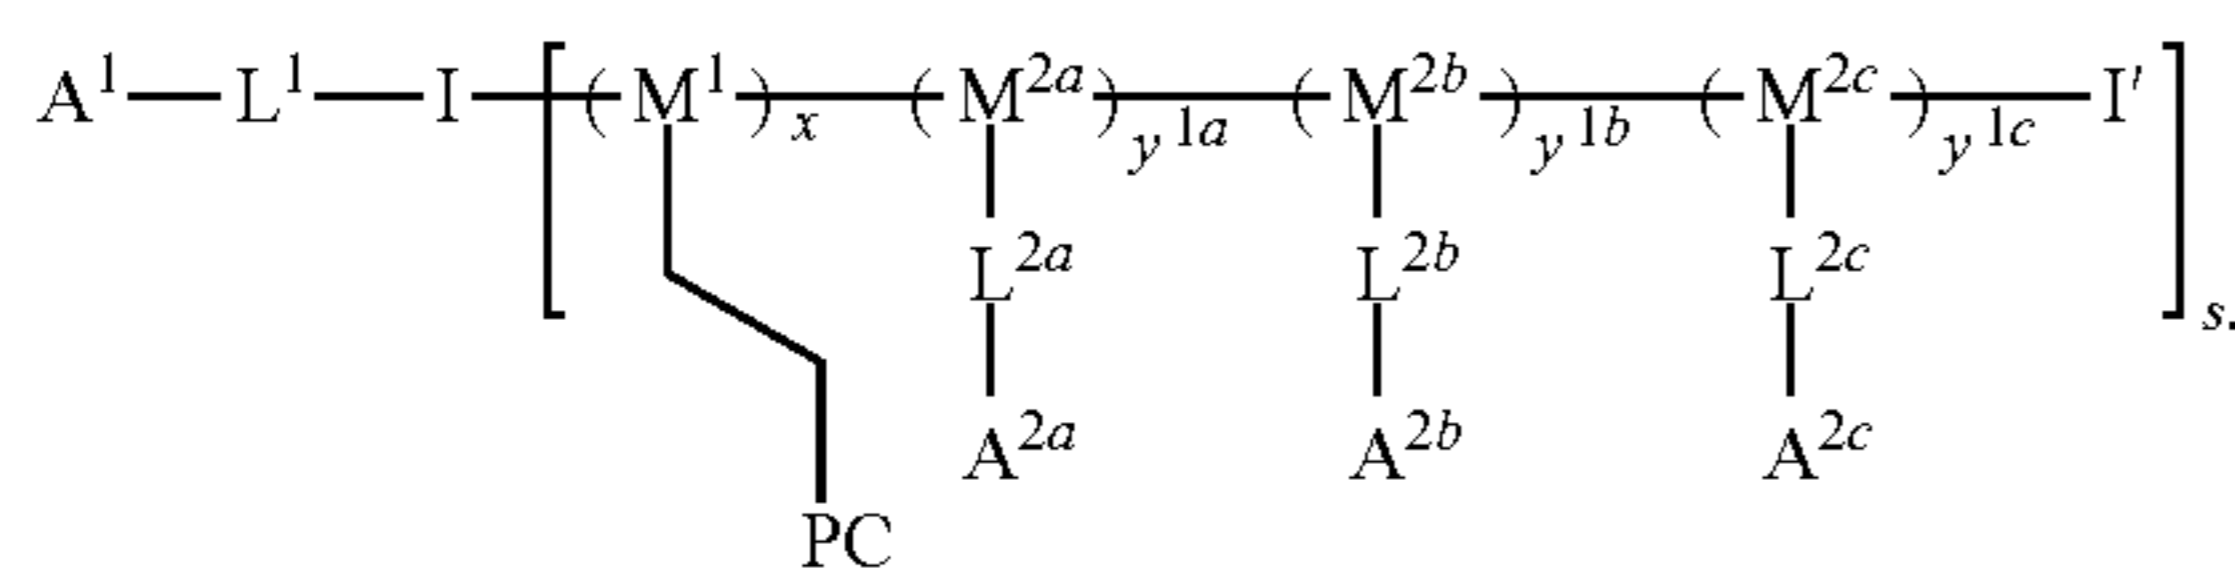 A¹—L¹—I—[(M¹)x—(M²ᵃ)y¹ᵃ—(M²ᵇ)y¹ᵇ—(M²ᶜ)y¹ᶜ—I′]s.
L²ᵃ L²ᵇ L²ᶜ
A²ᵃ A²ᵇ A²ᶜ
PC